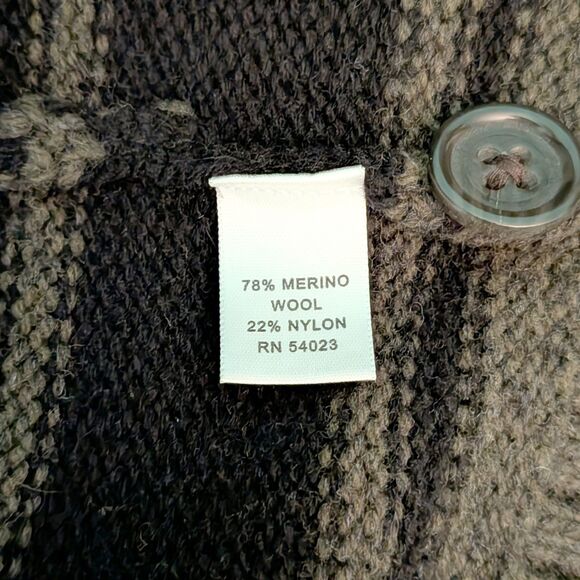 78% MERINO
WOOL
22% NYLON
RN 54023